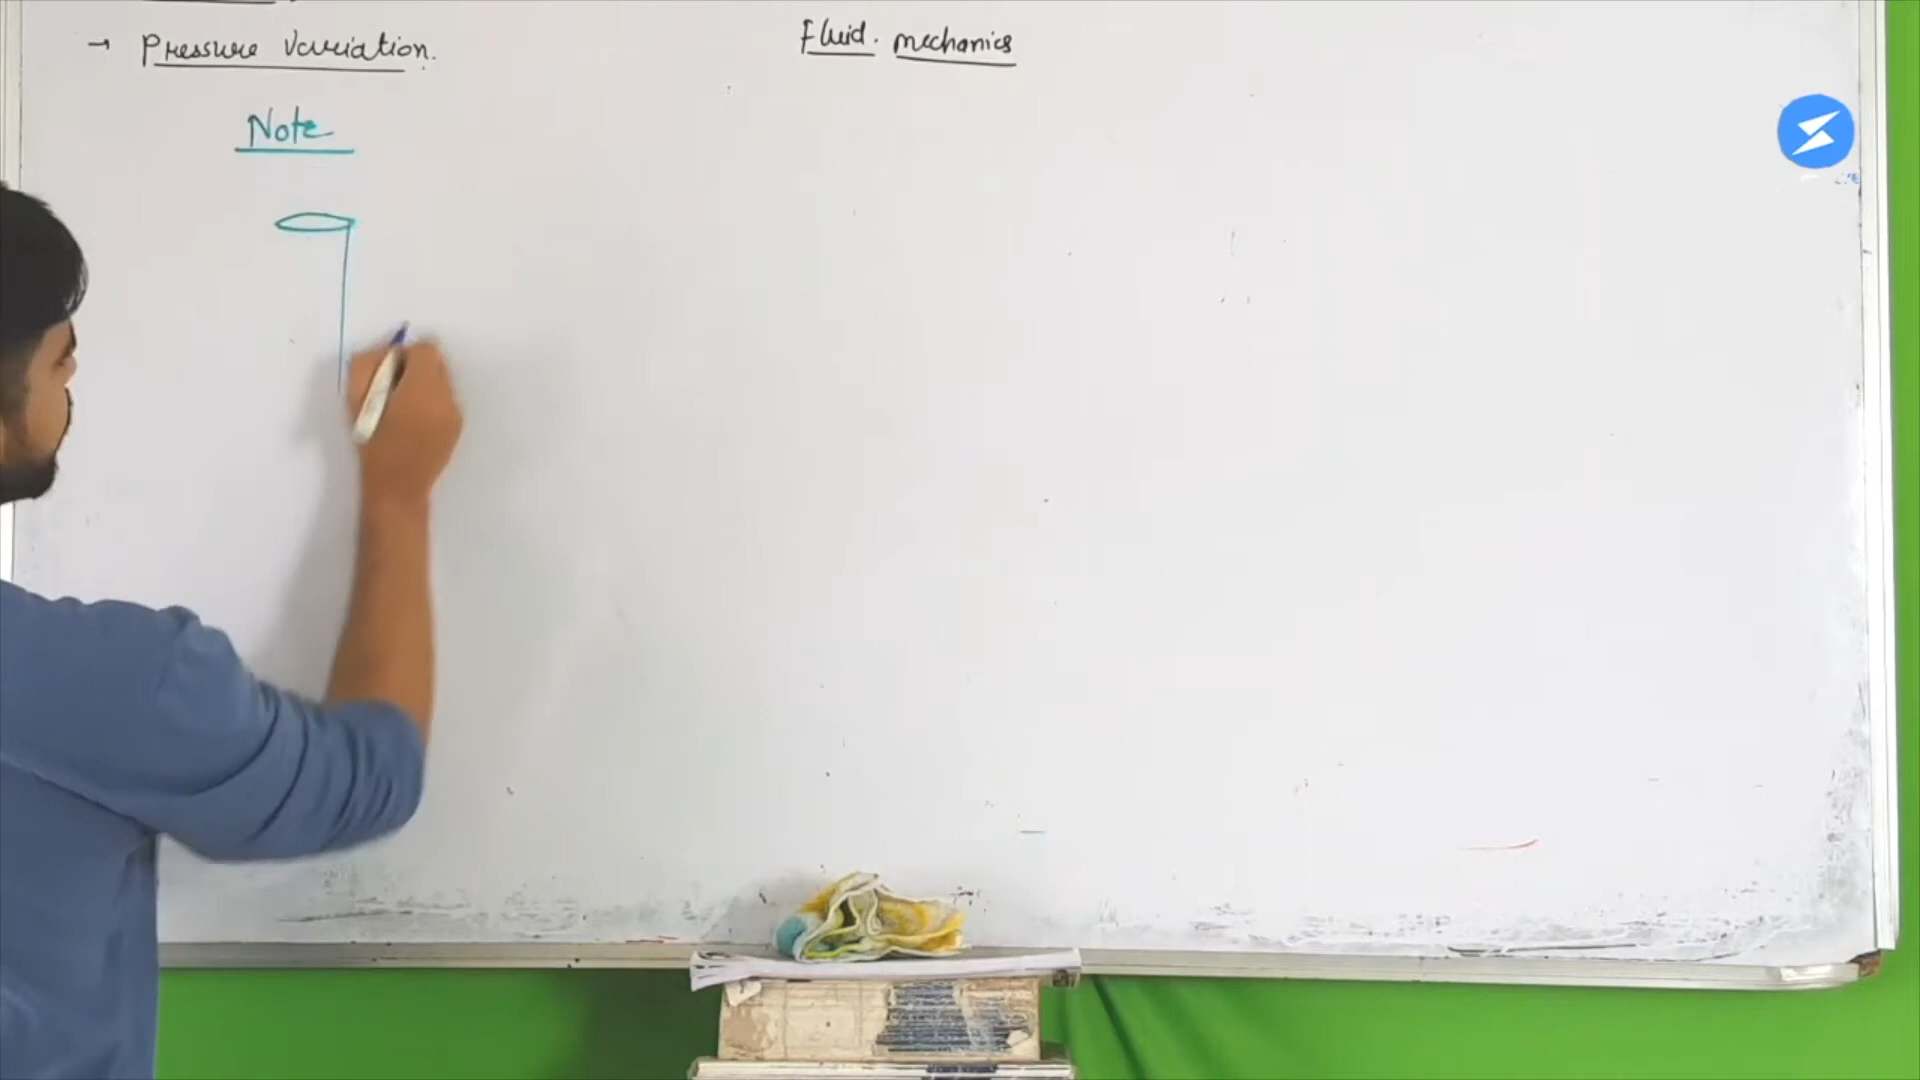 → Pressure Variation.
Fluid. mechanics
Note